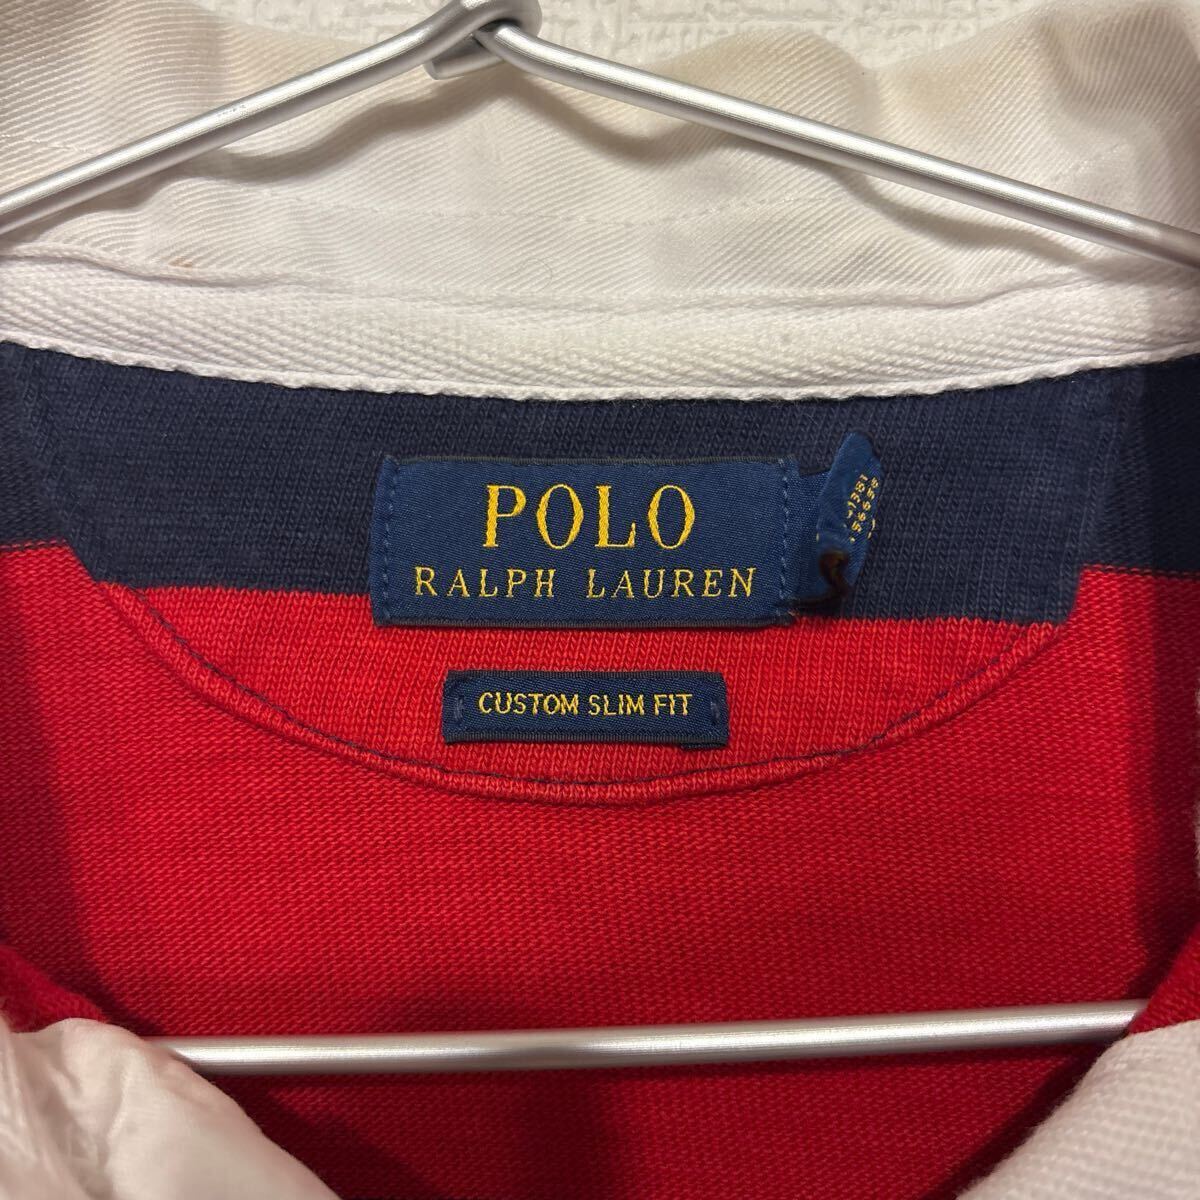 POLO
RALPH LAUREN
CUSTOM SLIM FIT